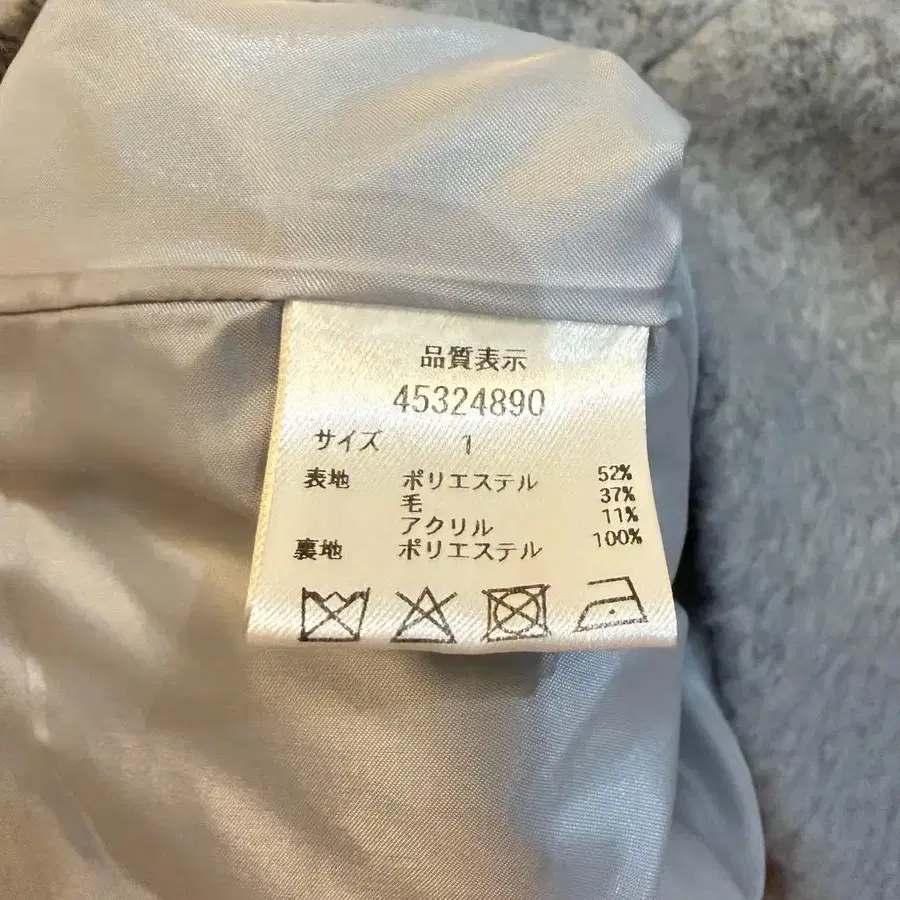 品質表示
45324890
サイズ 1
表地 ポリエステル 52%
毛 37%
アクリル 11%
裏地 ポリエステル 100%